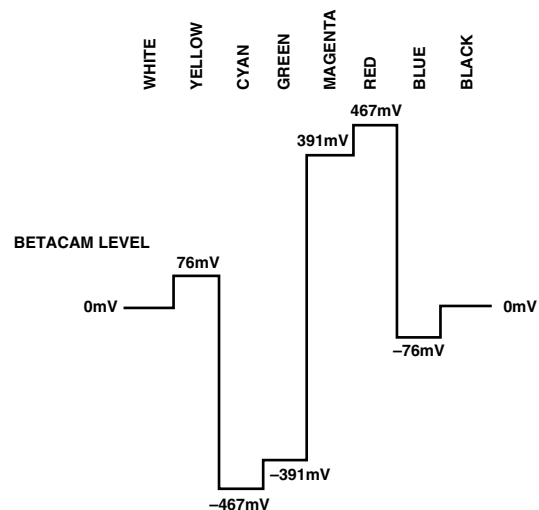 WHITE
YELLOW
CYAN
GREEN
MAGENTA
RED
BLUE
BLACK
467mV
391mV
BETACAM LEVEL
76mV
0mV
0mV
–76mV
–391mV
–467mV